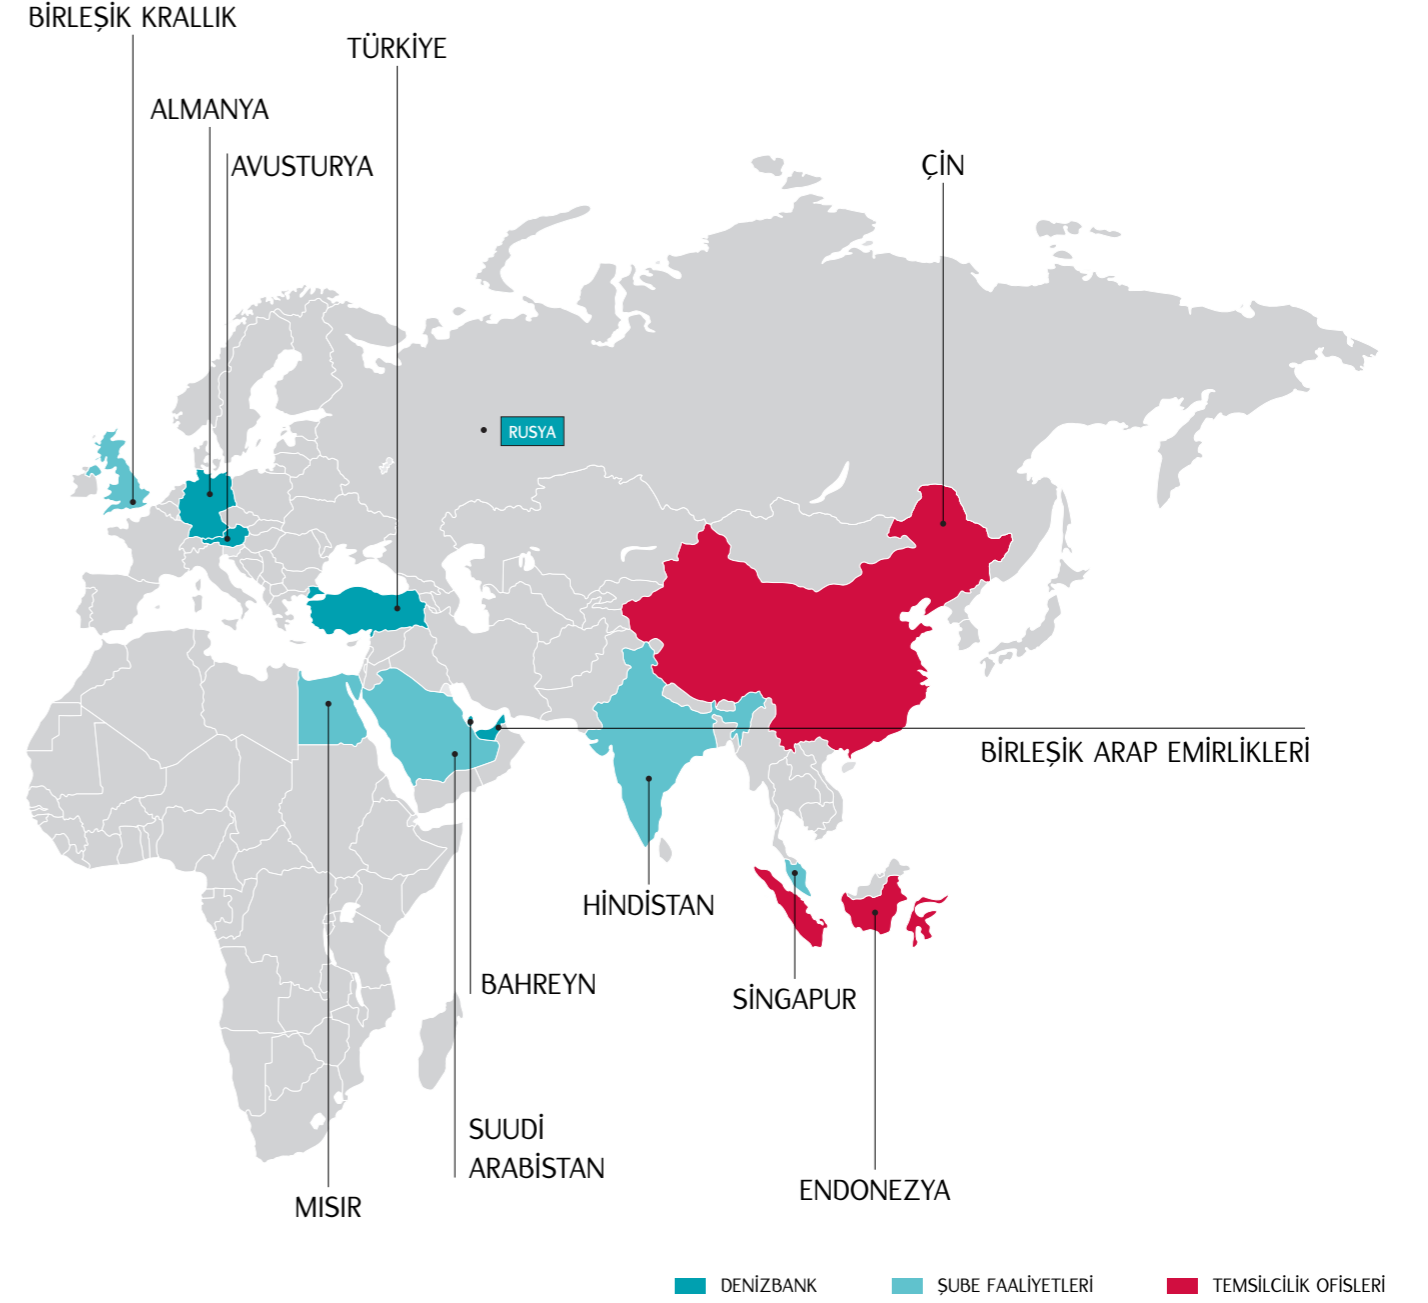 BİRLEŞİK KRALLIK
TÜRKİYE
ALMANYA
AVUSTURYA
ÇİN
RUSYA
BİRLEŞİK ARAP EMİRLİKLERİ
HİNDİSTAN
BAHREYN
SİNGAPUR
SUUDİ
ARABİSTAN
ENDONEZYA
MISIR
DENİZBANK
ŞUBE FAALİYETLERİ
TEMSİLCİLİK OFİSLERİ